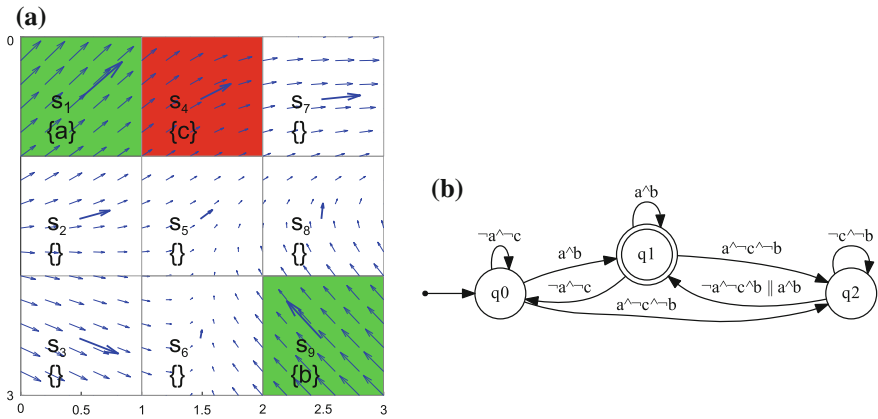 (a)
0
s1
{a}
s4
{c}
s7
{}
s2
{}
s5
{}
s8
{}
s3
{}
s6
{}
s9
{b}
3
0 0.5 1 1.5 2 2.5 3
(b)
a^b
¬a^¬c
a^b
q1
a^¬c^¬b
¬c^¬b
q0
¬a^¬c
¬a^¬c^b || a^b
q2
a^¬c^¬b